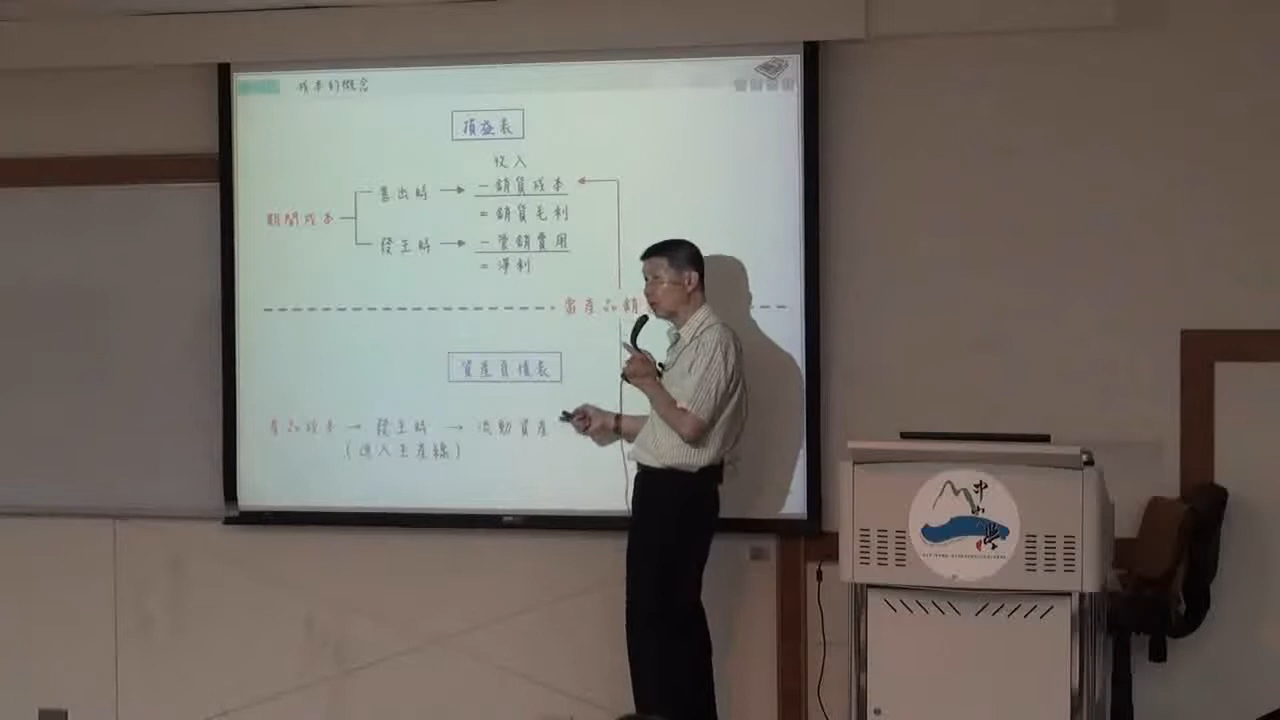 成本的概念
損益表
收入
期間成本
售出時
－銷貨成本
＝銷貨毛利
發生時
－管銷費用
＝淨利
當產品銷
資產負債表
產品成本 → 發生時 → 流動資產
(進入生產線)
中山